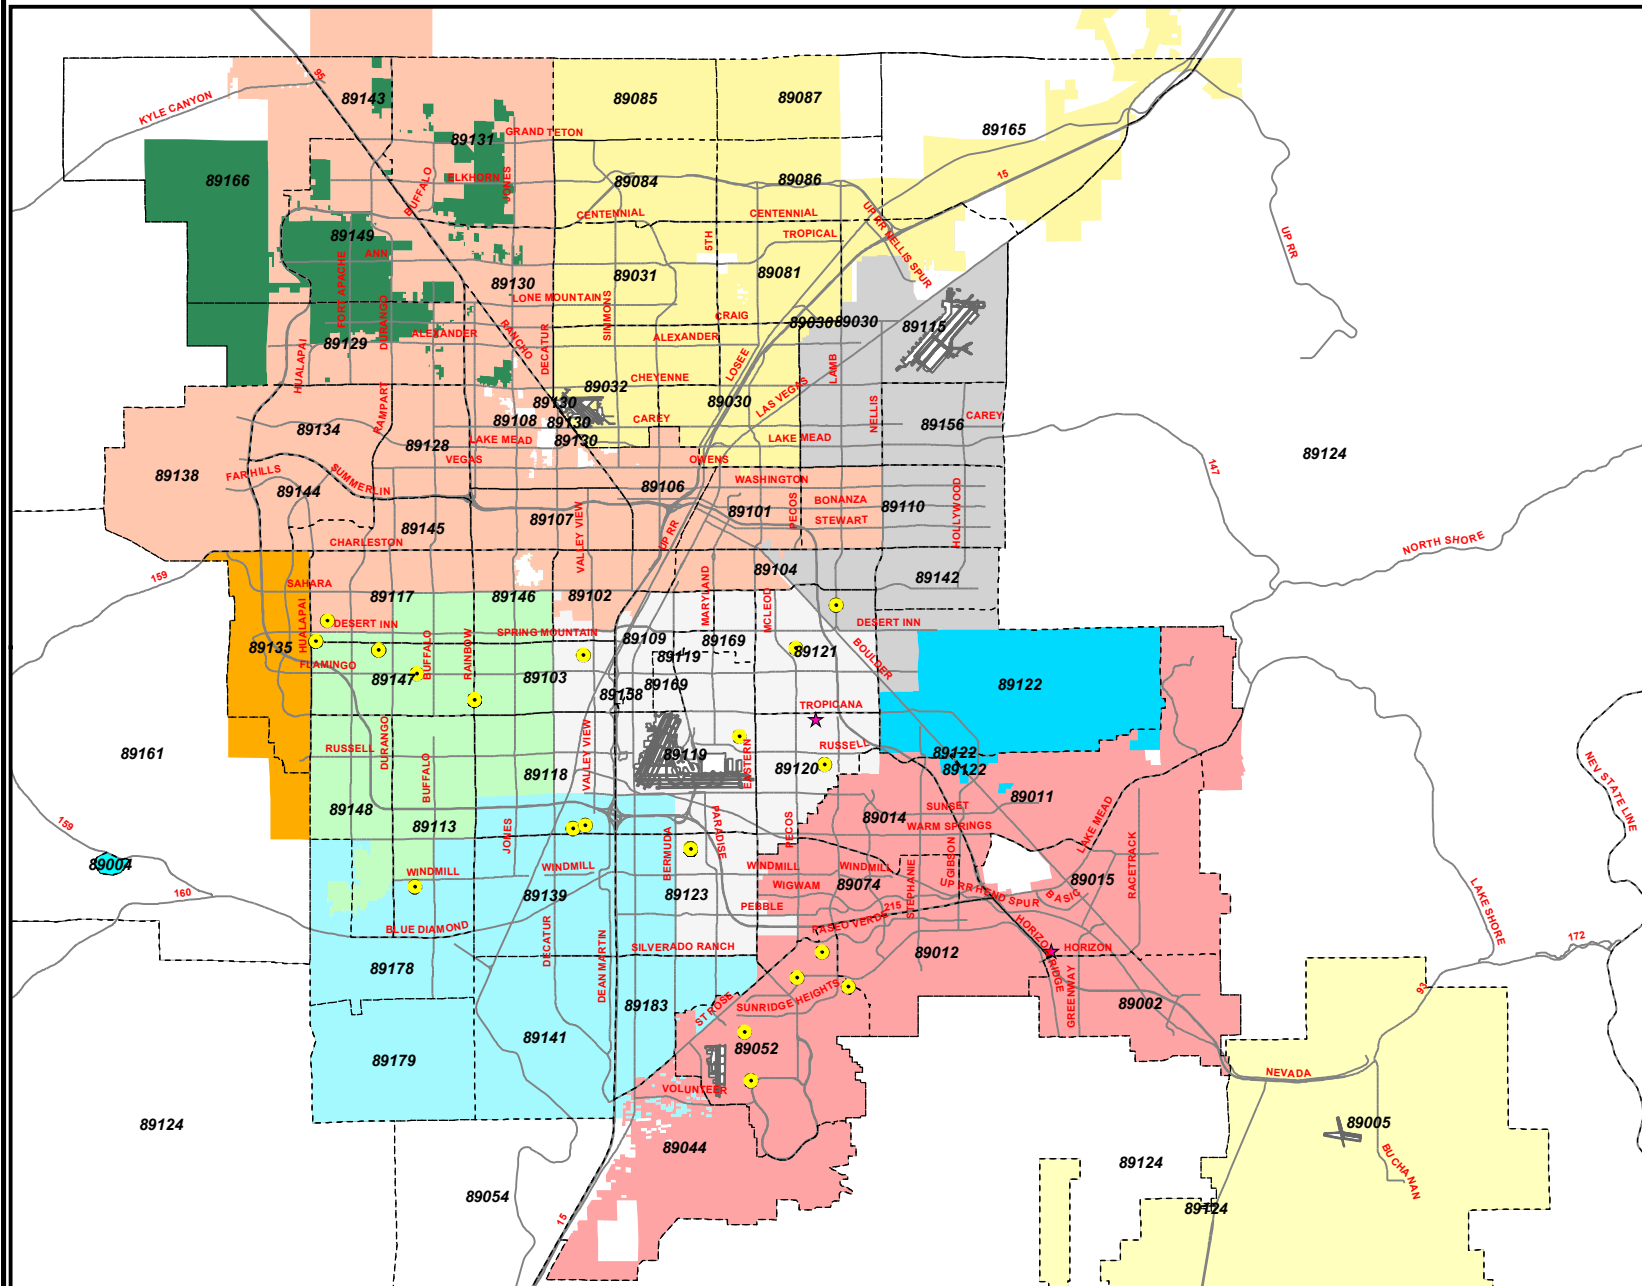 95
89143
89085
89087
KYLE CANYON
89131
GRAND TETON
89165
89166
BUFFALO
ELKHORN
JONES
89084
89086
15
CENTENNIAL
CENTENNIAL
UP RR NELLIS SPUR
UP RR
89149
ANN
5TH
TROPICAL
FORT APACHE
89130
89031
89081
LONE MOUNTAIN
SIMMONS
DURANGO
RANCHO
CRAIG
89030
89030
89115
ALEXANDER
DECATUR
ALEXANDER
89129
HUALAPAI
LOSEE
LAMB
CHEYENNE
89032
RAMPART
89130
89030
LAS VEGAS
NELLIS
89134
89108
89130
CAREY
89156
CAREY
89128
LAKE MEAD
89130
LAKE MEAD
89124
VEGAS
OWENS
147
89138
FAR HILLS
SUMMERLIN
89144
89106
WASHINGTON
PECOS
BONANZA
89101
STEWART
89110
HOLLYWOOD
89145
89107
VALLEY VIEW
UP RR
CHARLESTON
NORTH SHORE
159
SAHARA
89104
89142
89117
89146
89102
MARYLAND
MCLEOD
HUALAPAI
DESERT INN
SPRING MOUNTAIN
DESERT INN
89135
BUFFALO
RAINBOW
89109
89169
89121
BOULDER
FLAMINGO
89119
89147
89103
89169
89122
89158
TROPICANA
DURANGO
RUSSELL
VALLEY VIEW
RUSSELL
89161
89119
89122
BUFFALO
89118
EASTERN
89120
89122
NEV STATE LINE
89148
89011
SUNSET
89113
JONES
PARADISE
PECOS
89014
WARM SPRINGS
LAKE MEAD
159
BERMUDA
GIBSON
RACETRACK
89004
WINDMILL
WINDMILL
WINDMILL
WINDMILL
STEPHANIE
160
89139
89123
WIGWAM
89074
UP RR HEND SPUR
BASIC
89015
PEBBLE
215
LAKE SHORE
BLUE DIAMOND
PASEO VERDE
HORIZON RIDGE
172
DECATUR
DEAN MARTIN
SILVERADO RANCH
89012
HORIZON
89178
GREENWAY
93
89183
ST ROSE
SUNRIDGE HEIGHTS
89002
89141
89052
89179
VOLUNTEER
NEVADA
89124
89005
89044
89124
BUCHANAN
89054
89124
15